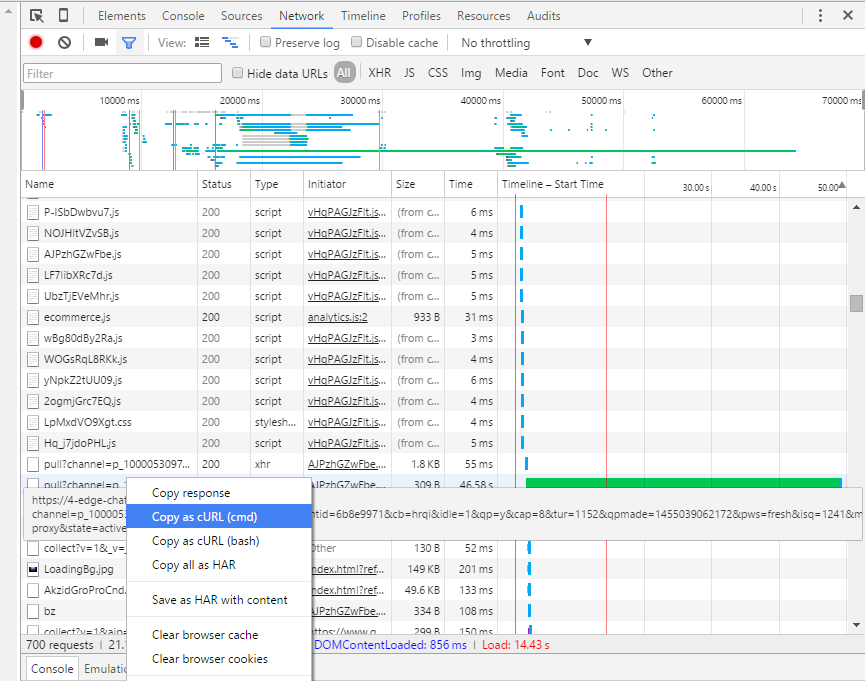 Elements Console Sources Network Timeline Profiles Resources Audits
View: Preserve log Disable cache No throttling
Filter Hide data URLs All XHR JS CSS Img Media Font Doc WS Other
10000 ms 20000 ms 30000 ms 40000 ms 50000 ms 60000 ms 70000 ms
Name Status Type Initiator Size Time Timeline – Start Time 30.00 s 40.00 s 50.00
P-ISbDwbvu7.js 200 script vHqPAGJzFlt.js... (from c... 6 ms
NOJHltVZvSB.js 200 script vHqPAGJzFlt.js... (from c... 4 ms
AJPzhGZwFbe.js 200 script vHqPAGJzFlt.js... (from c... 5 ms
LF7libXRc7d.js 200 script vHqPAGJzFlt.js... (from c... 5 ms
UbzTjEVeMhr.js 200 script vHqPAGJzFlt.js... (from c... 5 ms
ecommerce.js 200 script analytics.js:2 933 B 31 ms
wBg80dBy2Ra.js 200 script vHqPAGJzFlt.js... (from c... 3 ms
WOGsRqL8RKk.js 200 script vHqPAGJzFlt.js... (from c... 4 ms
yNpkZ2tUU09.js 200 script vHqPAGJzFlt.js... (from c... 6 ms
2ogmjGrc7EQ.js 200 script vHqPAGJzFlt.js... (from c... 4 ms
LpMxdVO9Xgt.css 200 stylesh... vHqPAGJzFlt.js... (from c... 4 ms
Hq_j7jdoPHL.js 200 script vHqPAGJzFlt.js... (from c... 4 ms
pull?channel=p_1000053097... 200 xhr AJPzhGZwFbe.... 1.8 KB 55 ms
pull?channel=p_ AJPzhGZwFbe.... 309 B 46.58 s
Copy response
https://4-edge-chat
channel=p_10000530 Copy as cURL (cmd) ntid=6b8e9971&cb=hrqi&idle=1&qp=y&cap=8&tur=1152&qpmade=1455039062172&pws=fresh&isq=1241&m
proxy&state=active
Copy as cURL (bash)
collect?v=1&_v=j Other 130 B 52 ms
Copy all as HAR
LoadingBg.jpg index.html?ref... 149 KB 201 ms
AkzidGroProCnd. index.html?ref... 49.6 KB 133 ms
Save as HAR with content
bz AJPzhGZwFbe.... 334 B 108 ms
collect?v=1&aip= https://www.g 299 B 150 ms
Clear browser cache
700 requests | 21. DOMContentLoaded: 856 ms | Load: 14.43 s
Clear browser cookies
Console Emulatio